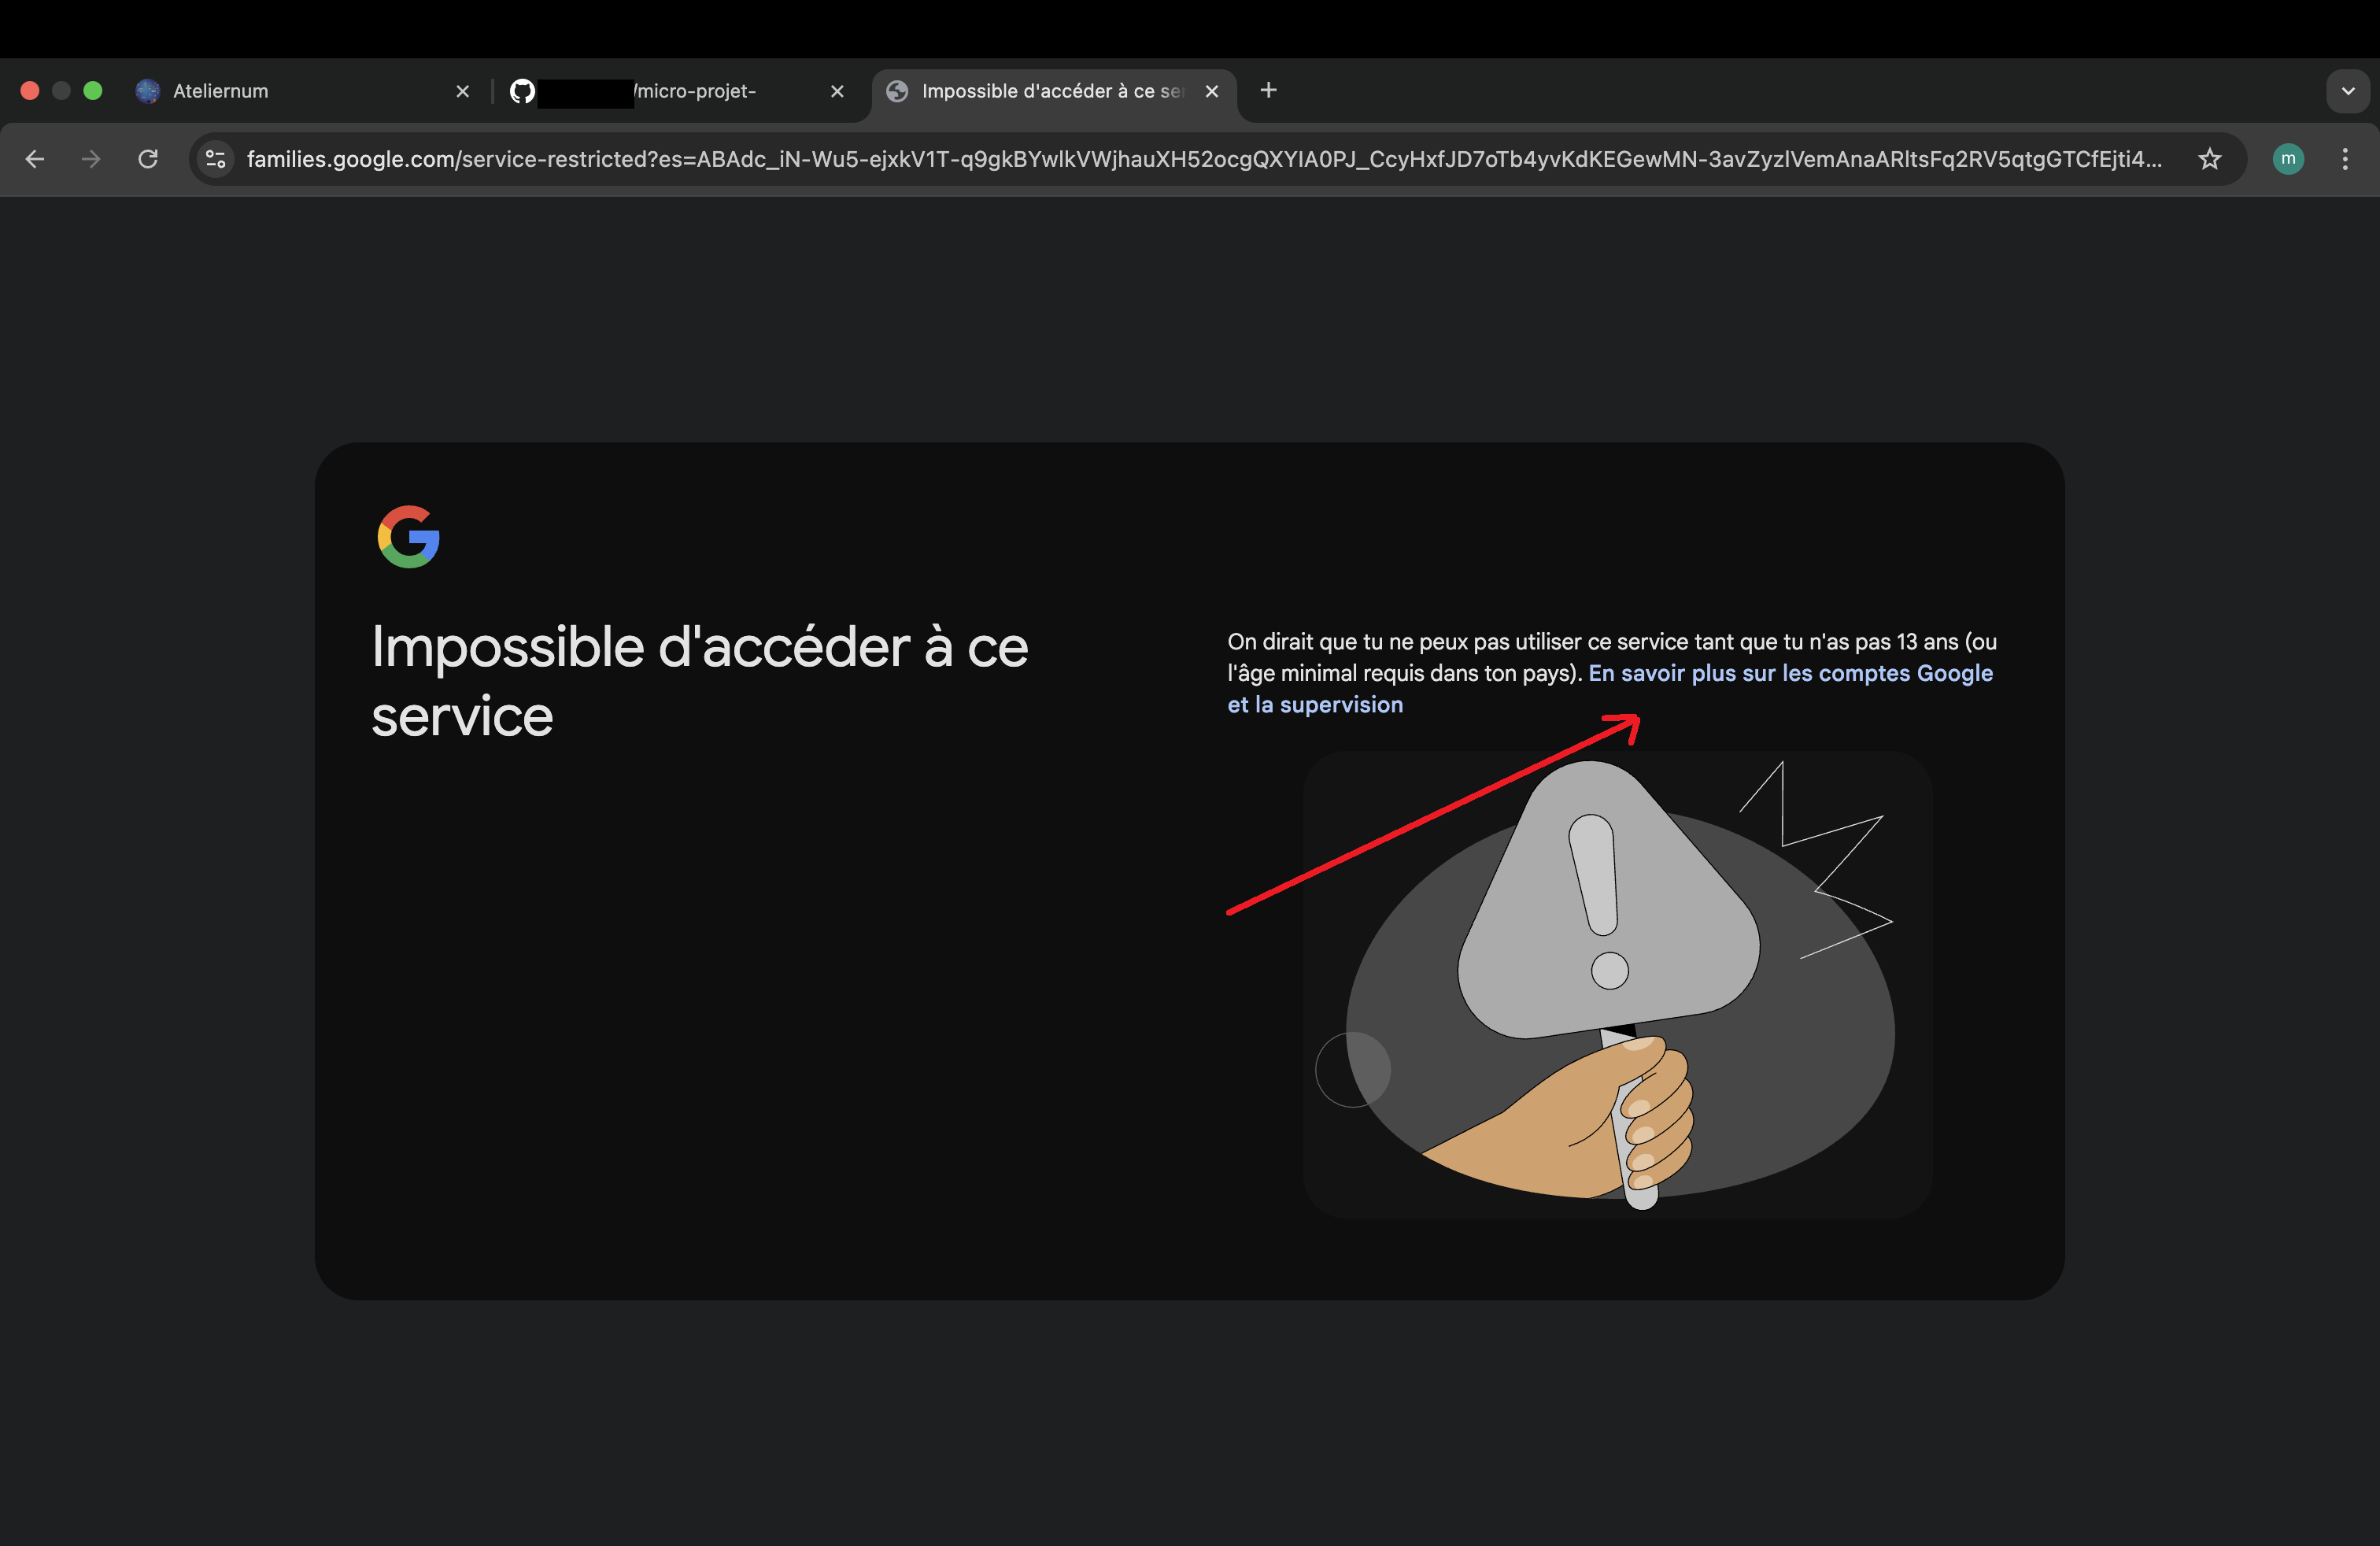 Ateliernum
/micro-projet-
Impossible d'accéder à ce se
families.google.com/service-restricted?es=ABAdc_iN-Wu5-ejxkV1T-q9gkBYwlkVWjhauXH52ocgQXYIA0PJ_CcyHxfJD7oTb4yvKdKEGewMN-3avZyzlVemAnaARltsFq2RV5qtgGTCfEjti4...
m
Impossible d'accéder à ce
service
On dirait que tu ne peux pas utiliser ce service tant que tu n'as pas 13 ans (ou
l'âge minimal requis dans ton pays). En savoir plus sur les comptes Google
et la supervision